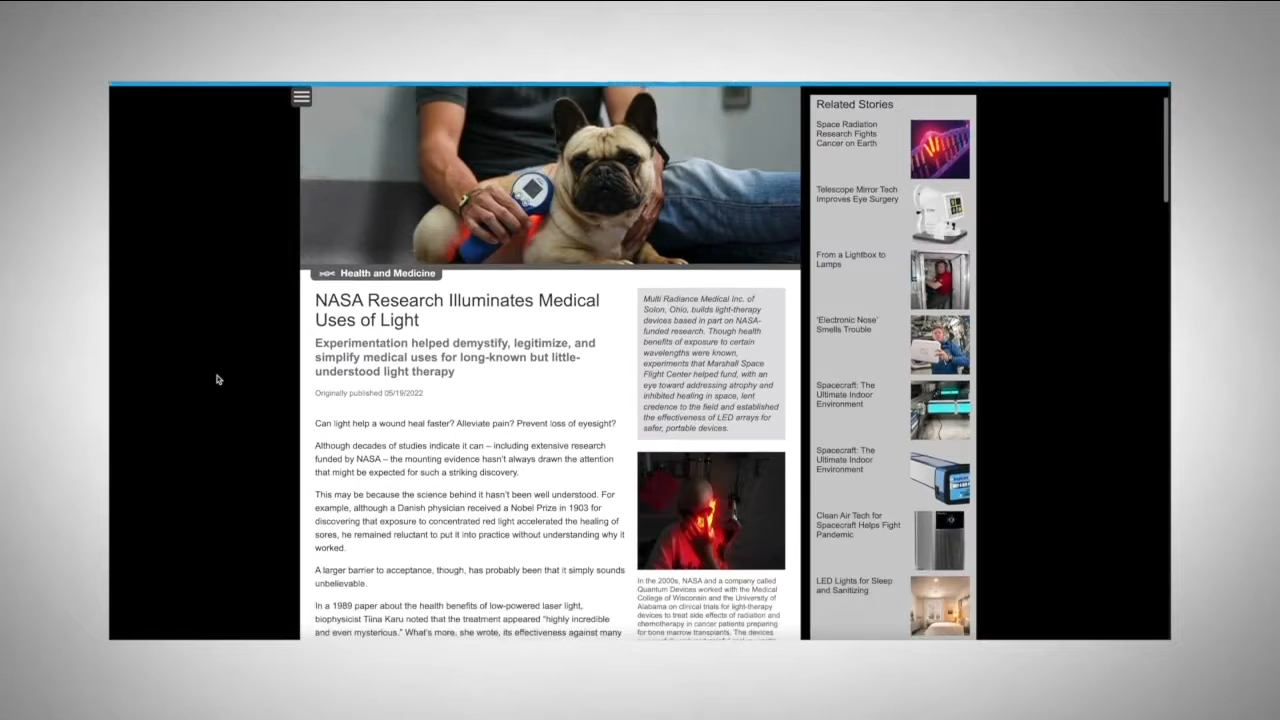 Health and Medicine
NASA Research Illuminates Medical
Uses of Light
Experimentation helped demystify, legitimize, and
simplify medical uses for long-known but little-
understood light therapy
Originally published 05/19/2022
Can light help a wound heal faster? Alleviate pain? Prevent loss of eyesight?
Although decades of studies indicate it can – including extensive research
funded by NASA – the mounting evidence hasn't always drawn the attention
that might be expected for such a striking discovery.
This may be because the science behind it hasn't been well understood. For
example, although a Danish physician received a Nobel Prize in 1903 for
discovering that exposure to concentrated red light accelerated the healing of
sores, he remained reluctant to put it into practice without understanding why it
worked.
A larger barrier to acceptance, though, has probably been that it simply sounds
unbelievable.
In a 1989 paper about the health benefits of low-powered laser light,
biophysicist Tiina Karu noted that the treatment appeared "highly incredible
and even mysterious." What's more, she wrote, its effectiveness against many
Multi Radiance Medical Inc. of
Solon, Ohio, builds light-therapy
devices based in part on NASA-
funded research. Though health
benefits of exposure to certain
wavelengths were known,
experiments that Marshall Space
Flight Center helped fund, with an
eye toward addressing atrophy and
inhibited healing in space, lent
credence to the field and established
the effectiveness of LED arrays for
safer, portable devices.
In the 2000s, NASA and a company called
Quantum Devices worked with the Medical
College of Wisconsin and the University of
Alabama on clinical trials for light-therapy
devices to treat side effects of radiation and
chemotherapy in cancer patients preparing
for bone marrow transplants. The devices
Related Stories
Space Radiation
Research Fights
Cancer on Earth
Telescope Mirror Tech
Improves Eye Surgery
From a Lightbox to
Lamps
'Electronic Nose'
Smells Trouble
Spacecraft: The
Ultimate Indoor
Environment
Spacecraft: The
Ultimate Indoor
Environment
Clean Air Tech for
Spacecraft Helps Fight
Pandemic
LED Lights for Sleep
and Sanitizing